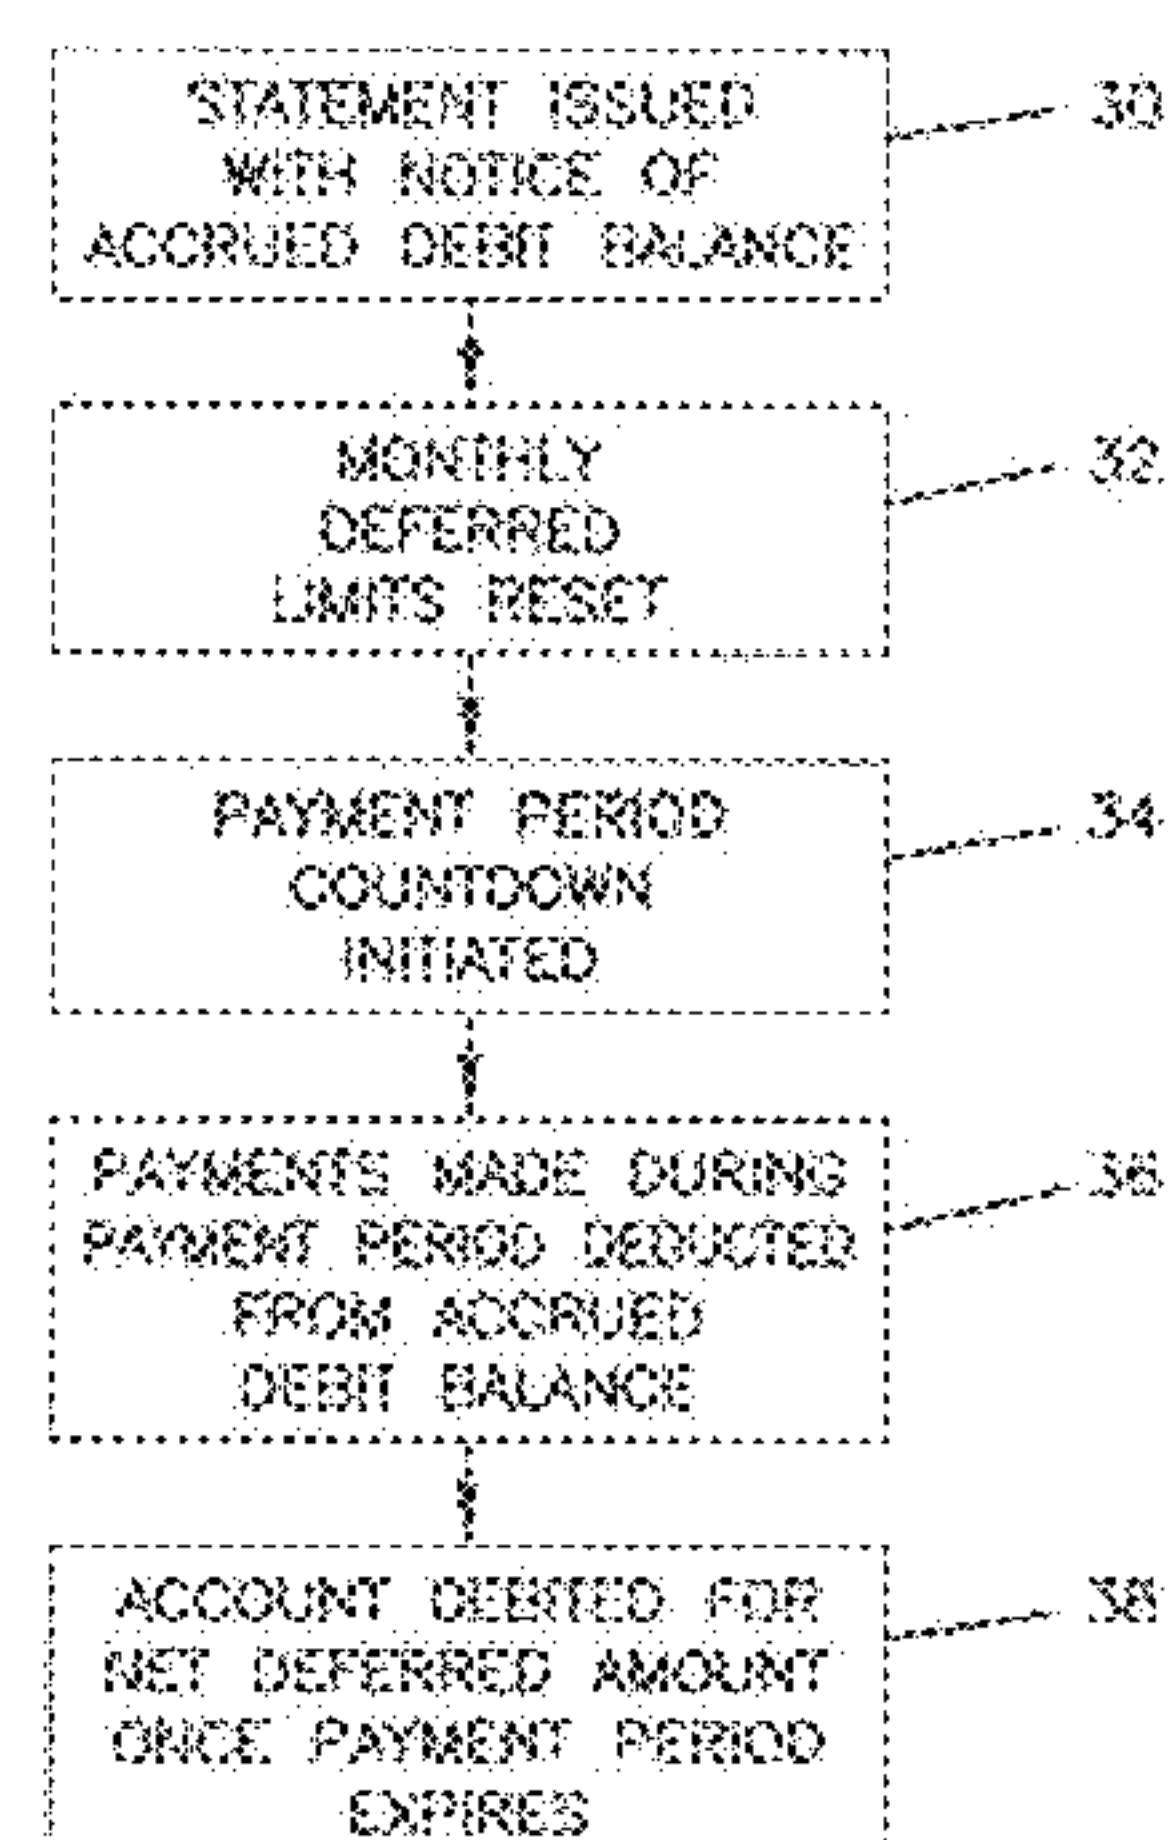 STATEMENT ISSUED 30
WITH NOTICE OF
ACCRUED DEBIT BALANCE
MONTHLY 32
DEFERRED
LIMITS RESET
PAYMENT PERIOD 34
COUNTDOWN
INITIATED
PAYMENTS MADE DURING 36
PAYMENT PERIOD DEDUCTED
FROM ACCRUED
DEBIT BALANCE
ACCOUNT DEBITED FOR 38
NET DEFERRED AMOUNT
ONCE PAYMENT PERIOD
EXPIRES